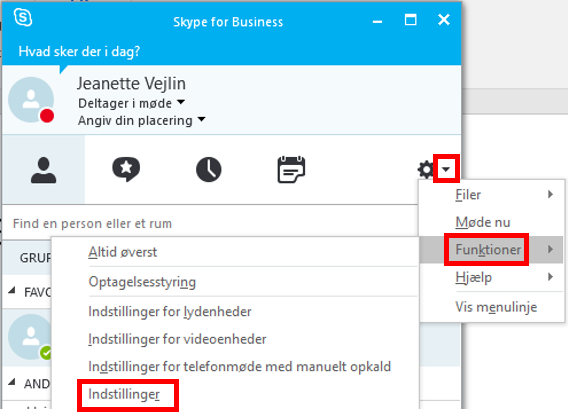 Skype for Business
Hvad sker der i dag?
Jeanette Vejlin
Deltager i møde
Angiv din placering
Find en person eller et rum
Filer
Møde nu
Funktioner
Hjælp
Vis menulinje
GRUP
Altid øverst
Optagelsesstyring
FAVO
Indstillinger for lydenheder
Indstillinger for videoenheder
Indstillinger for telefonmøde med manuelt opkald
AND
Indstillinger